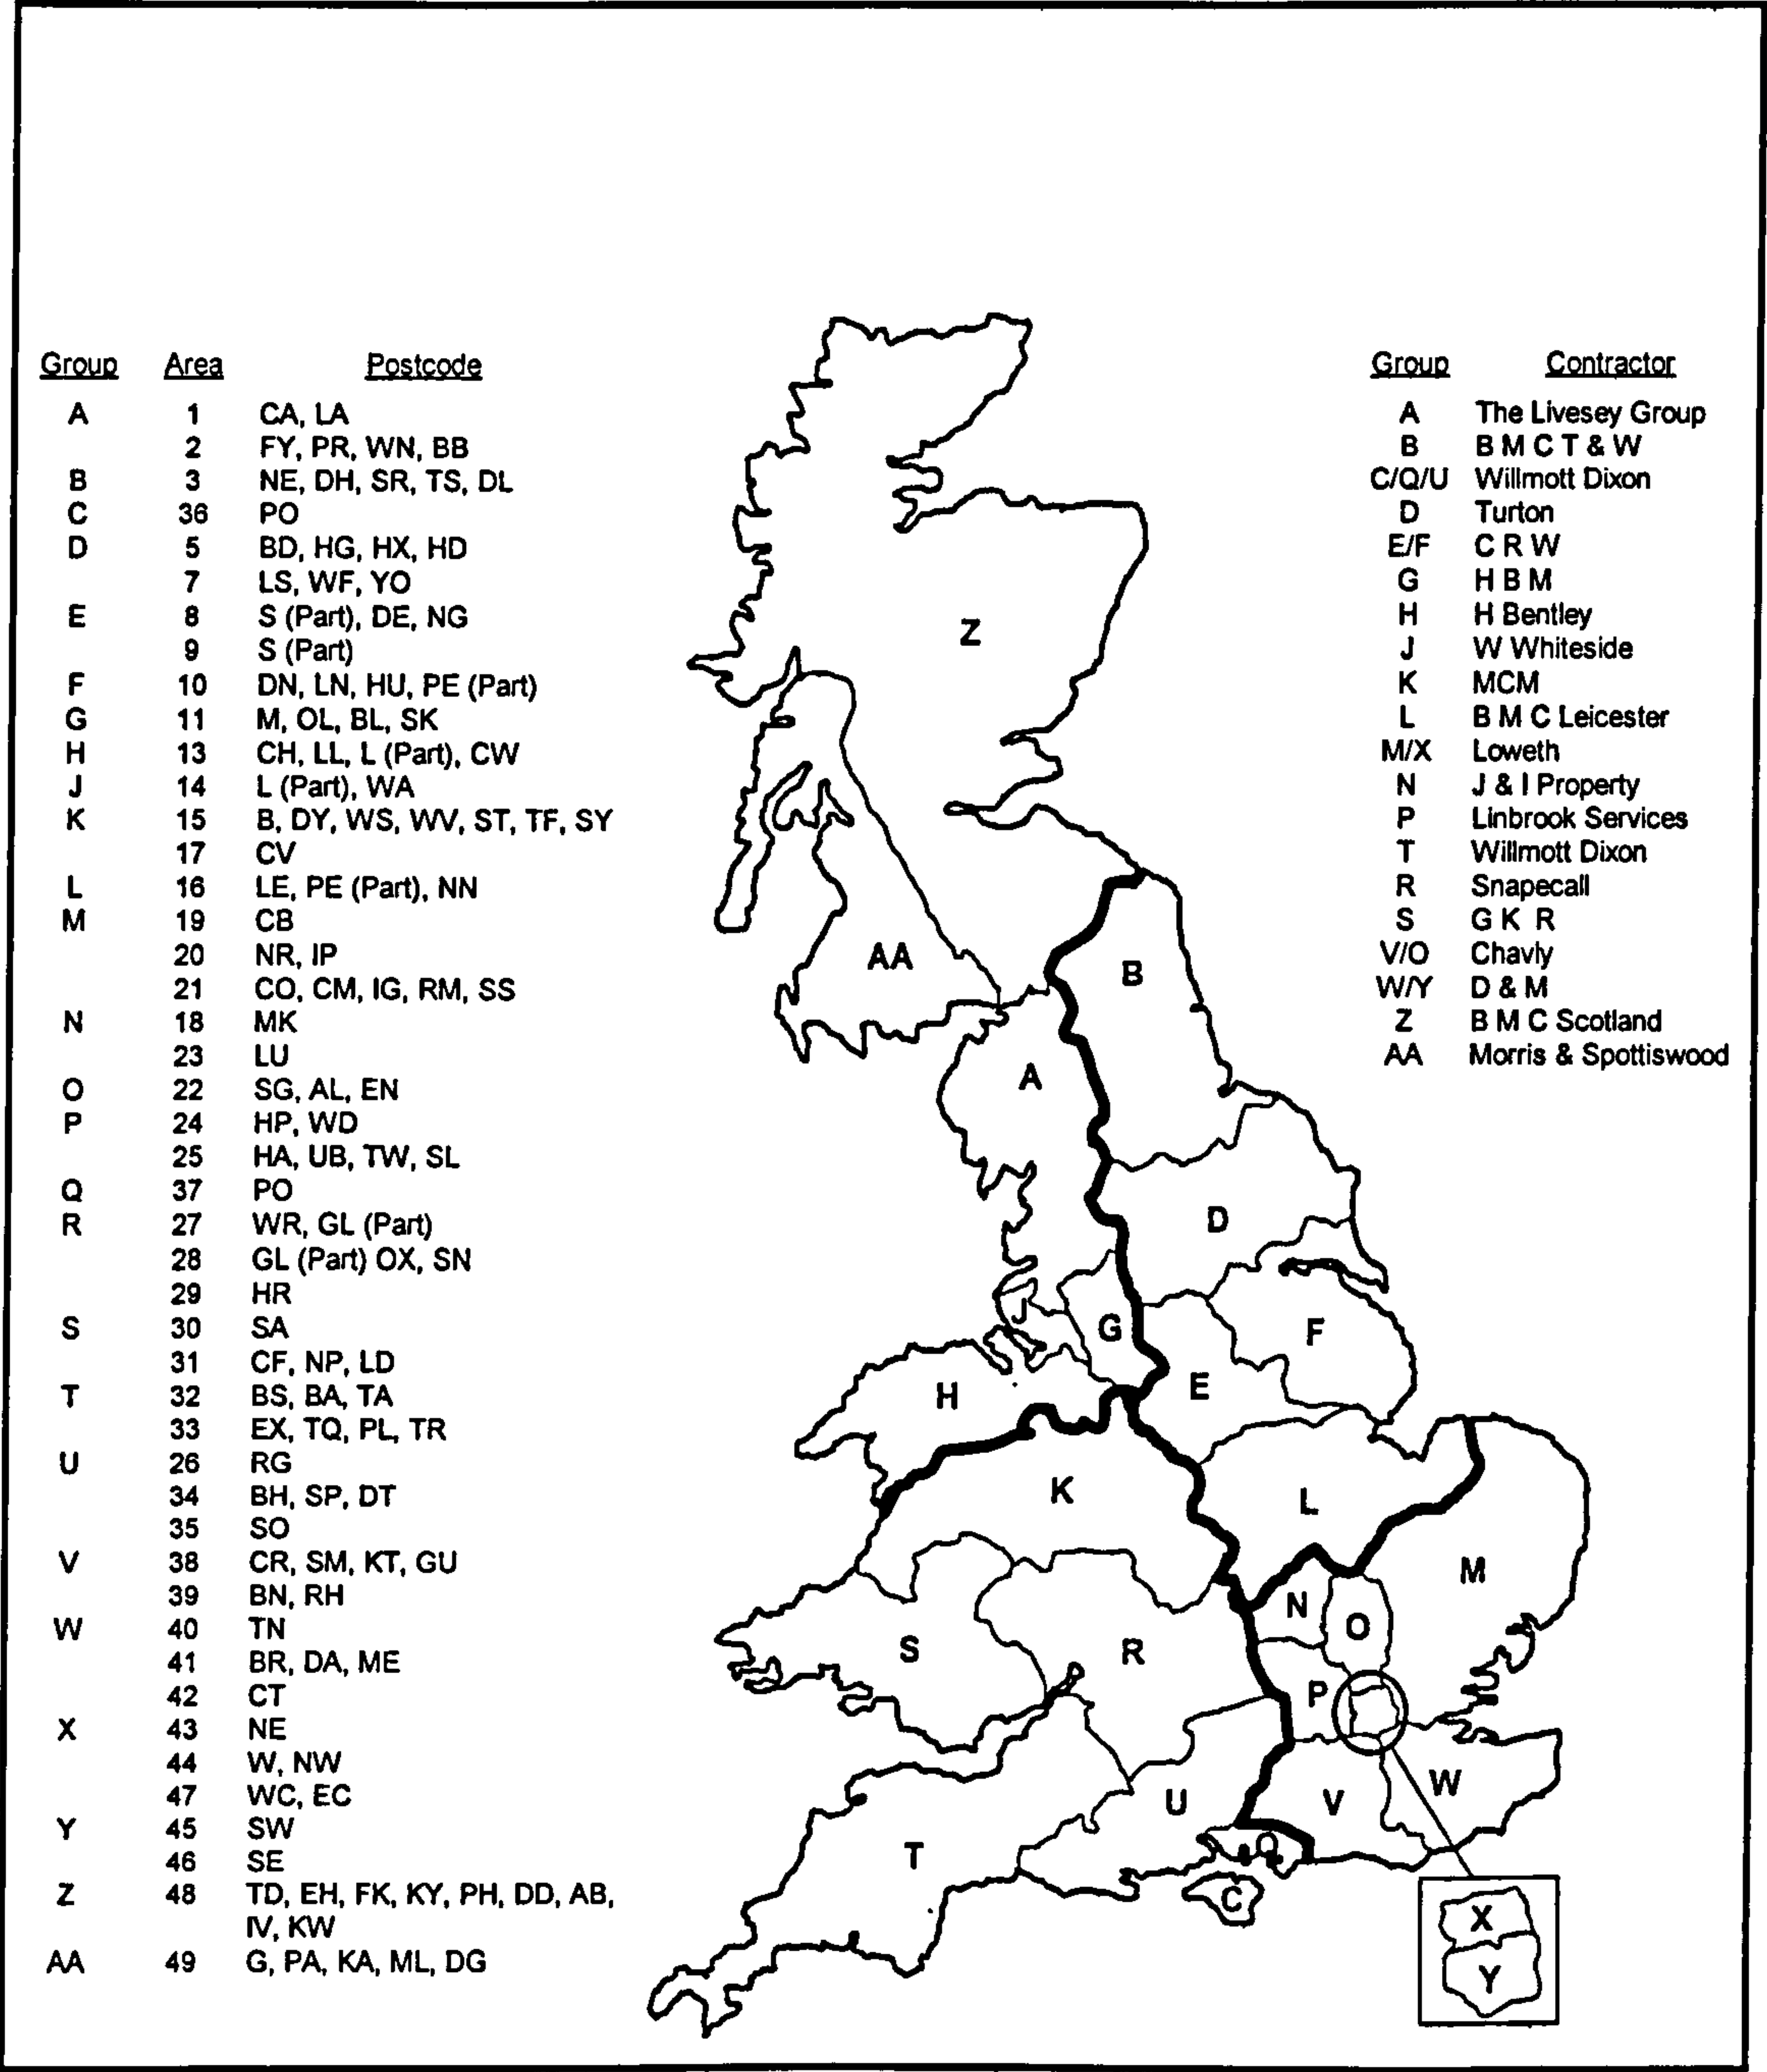 Group Area Postcode
A 1 CA, LA
2 FY, PR, WN, BB
B 3 NE, DH, SR, TS, DL
C 36 PO
D 5 BD, HG, HX, HD
7 LS, WF, YO
E 8 S (Part), DE, NG
9 S (Part)
F 10 DN, LN, HU, PE (Part)
G 11 M, OL, BL, SK
H 13 CH, LL, L (Part), CW
J 14 L (Part), WA
K 15 B, DY, WS, WV, ST, TF, SY
17 CV
L 16 LE, PE (Part), NN
M 19 CB
20 NR, IP
21 CO, CM, IG, RM, SS
N 18 MK
23 LU
O 22 SG, AL, EN
P 24 HP, WD
25 HA, UB, TW, SL
Q 37 PO
R 27 WR, GL (Part)
28 GL (Part) OX, SN
29 HR
S 30 SA
31 CF, NP, LD
T 32 BS, BA, TA
33 EX, TQ, PL, TR
U 26 RG
34 BH, SP, DT
35 SO
V 38 CR, SM, KT, GU
39 BN, RH
W 40 TN
41 BR, DA, ME
42 CT
X 43 NE
44 W, NW
47 WC, EC
Y 45 SW
46 SE
Z 48 TD, EH, FK, KY, PH, DD, AB,
IV, KW
AA 49 G, PA, KA, ML, DG
Z
AA
B
A
D
J
G
F
H
E
K
L
M
N
O
S
R
P
U
V
W
T
Q
C
X
Y
Group Contractor
A The Livesey Group
B B M C T & W
C/Q/U Willmott Dixon
D Turton
E/F C R W
G H B M
H H Bentley
J W Whiteside
K MCM
L B M C Leicester
M/X Loweth
N J & I Property
P Linbrook Services
T Willmott Dixon
R Snapecall
S G K R
V/O Chavly
W/Y D & M
Z B M C Scotland
AA Morris & Spottiswood